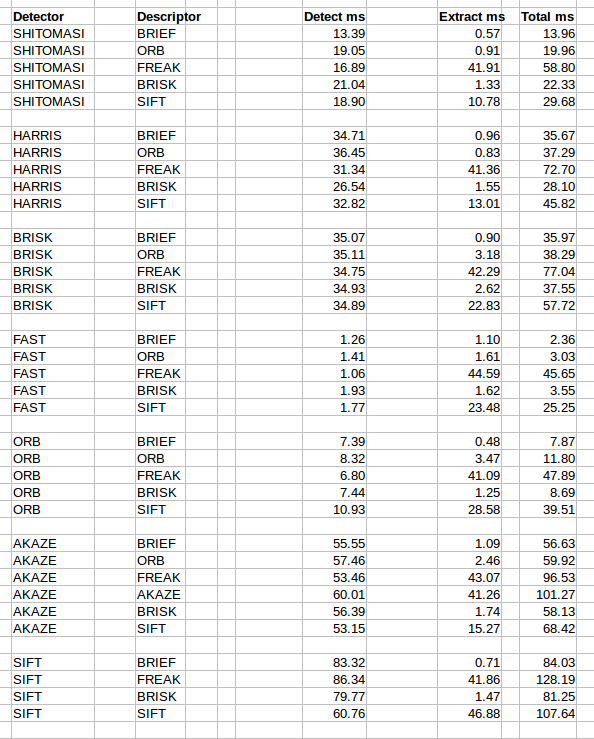 Detector Descriptor Detect ms Extract ms Total ms
SHITOMASI BRIEF 13.39 0.57 13.96
SHITOMASI ORB 19.05 0.91 19.96
SHITOMASI FREAK 16.89 41.91 58.80
SHITOMASI BRISK 21.04 1.33 22.33
SHITOMASI SIFT 18.90 10.78 29.68
HARRIS BRIEF 34.71 0.96 35.67
HARRIS ORB 36.45 0.83 37.29
HARRIS FREAK 31.34 41.36 72.70
HARRIS BRISK 26.54 1.55 28.10
HARRIS SIFT 32.82 13.01 45.82
BRISK BRIEF 35.07 0.90 35.97
BRISK ORB 35.11 3.18 38.29
BRISK FREAK 34.75 42.29 77.04
BRISK BRISK 34.93 2.62 37.55
BRISK SIFT 34.89 22.83 57.72
FAST BRIEF 1.26 1.10 2.36
FAST ORB 1.41 1.61 3.03
FAST FREAK 1.06 44.59 45.65
FAST BRISK 1.93 1.62 3.55
FAST SIFT 1.77 23.48 25.25
ORB BRIEF 7.39 0.48 7.87
ORB ORB 8.32 3.47 11.80
ORB FREAK 6.80 41.09 47.89
ORB BRISK 7.44 1.25 8.69
ORB SIFT 10.93 28.58 39.51
AKAZE BRIEF 55.55 1.09 56.63
AKAZE ORB 57.46 2.46 59.92
AKAZE FREAK 53.46 43.07 96.53
AKAZE AKAZE 60.01 41.26 101.27
AKAZE BRISK 56.39 1.74 58.13
AKAZE SIFT 53.15 15.27 68.42
SIFT BRIEF 83.32 0.71 84.03
SIFT FREAK 86.34 41.86 128.19
SIFT BRISK 79.77 1.47 81.25
SIFT SIFT 60.76 46.88 107.64